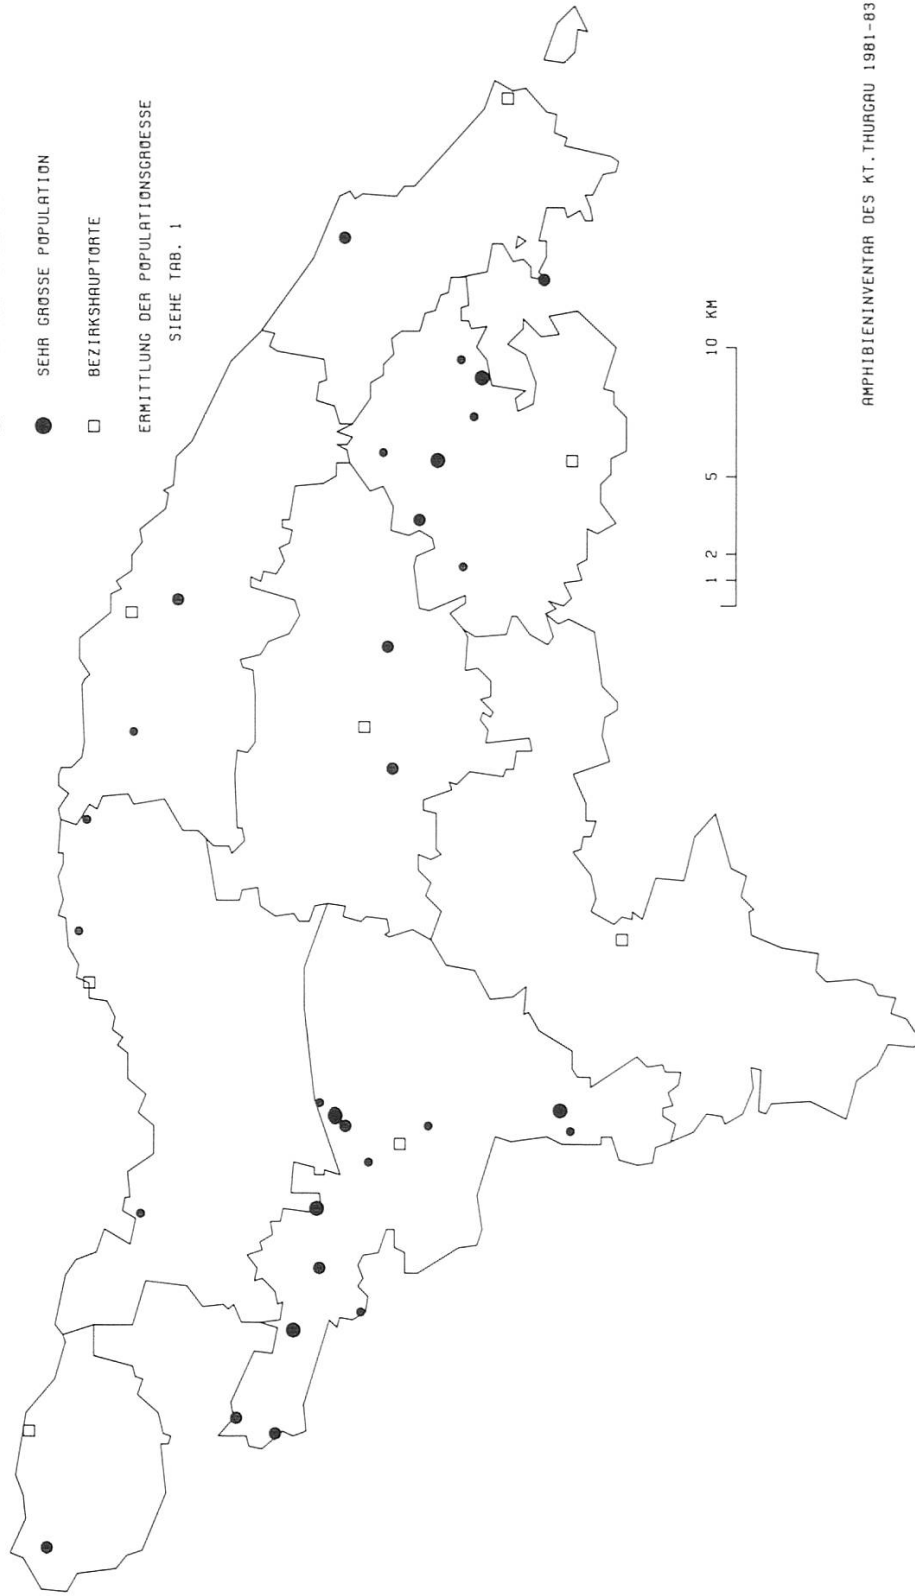 SEHR GROSSE POPULATION
BEZIRKSHAUPTORTE
ERMITTLUNG DER POPULATIONSGROESSE
SIEHE TAB. 1
1 2 5 10 KM
AMPHIBIENINVENTAR DES KT.THURGAU 1981-83